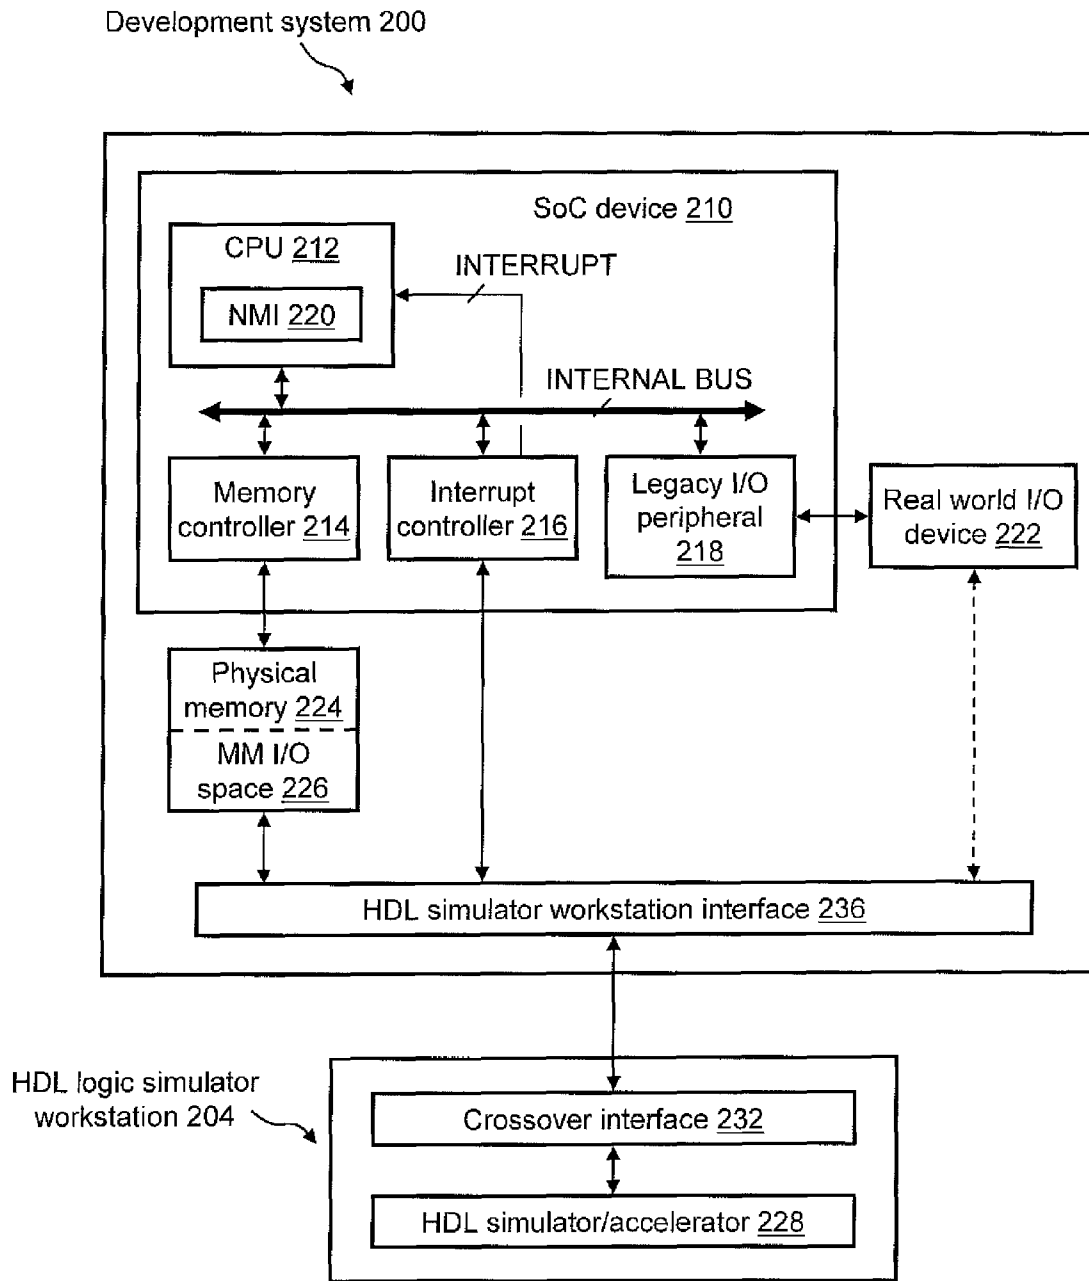 Development system 200
SoC device 210
CPU 212
INTERRUPT
NMI 220
INTERNAL BUS
Memory
controller 214
Interrupt
controller 216
Legacy I/O
peripheral
218
Real world I/O
device 222
Physical
memory 224
MM I/O
space 226
HDL simulator workstation interface 236
HDL logic simulator
workstation 204
Crossover interface 232
HDL simulator/accelerator 228